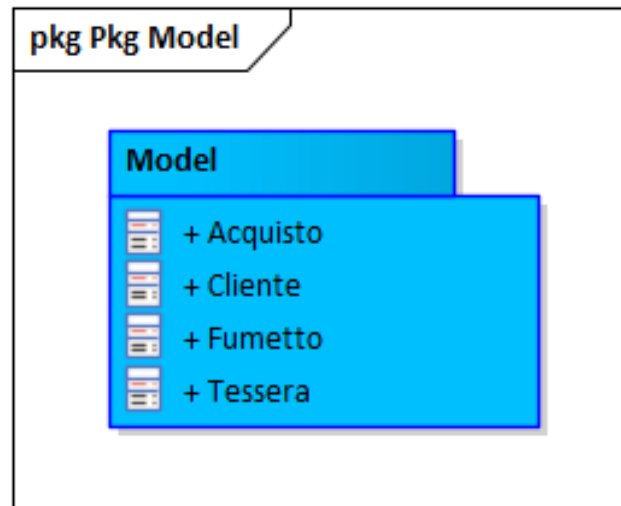 pkg Pkg Model
Model
+ Acquisto
+ Cliente
+ Fumetto
+ Tessera